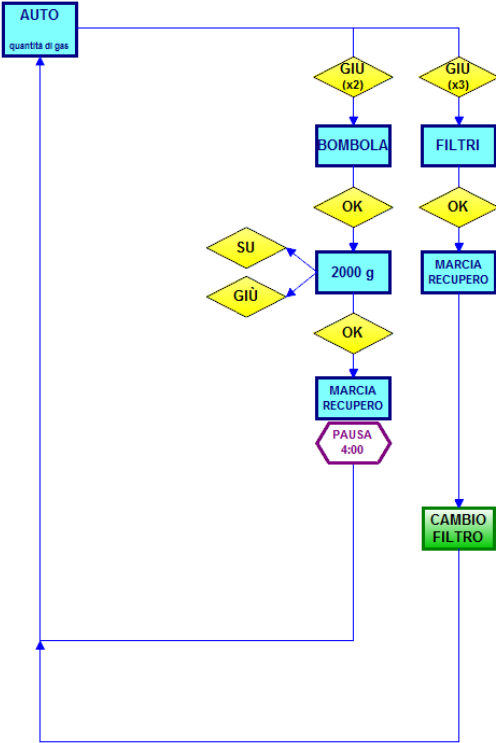 AUTO
quantità di gas
GIÙ
(x2)
GIÙ
(x3)
BOMBOLA
FILTRI
OK
OK
SU
GIÙ
2000 g
MARCIA
RECUPERO
OK
MARCIA
RECUPERO
PAUSA
4:00
CAMBIO
FILTRO